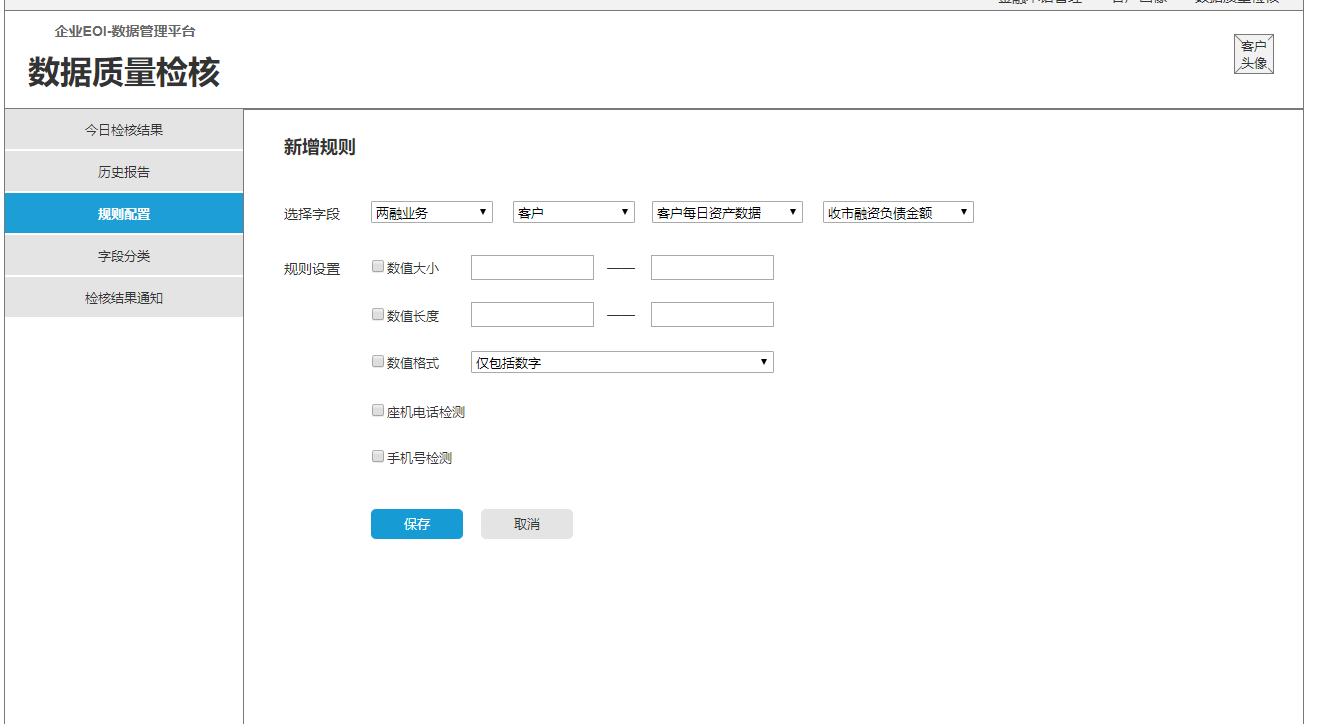 企业EOI-数据管理平台
数据质量检核
客户
头像
今日检核结果
历史报告
规则配置
字段分类
检核结果通知
新增规则
选择字段 两融业务 客户 客户每日资产数据 收市融资负债金额
规则设置 数值大小 ——
数值长度 ——
数值格式 仅包括数字
座机电话检测
手机号检测
保存 取消